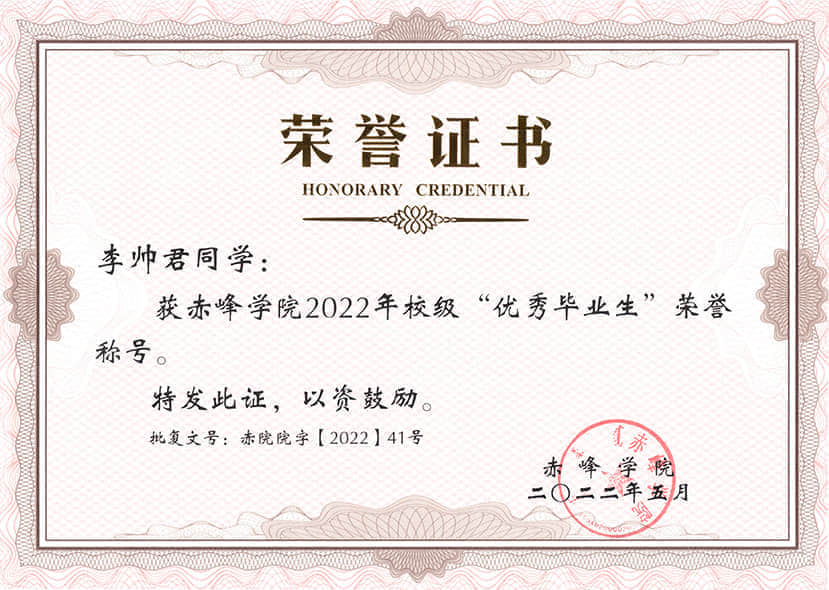 荣誉证书
HONORARY CREDENTIAL
李帅君同学：
获赤峰学院2022年校级“优秀毕业生”荣誉
称号。
特发此证，以资鼓励。
批复文号：赤院院字【2022】41号
赤峰学院
二〇二二年五月
赤峰学院